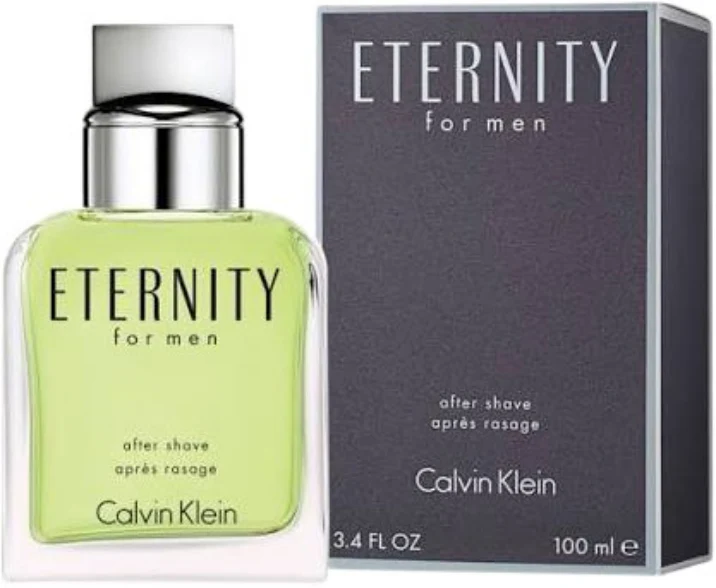 ETERNITY
for men
after shave
après rasage
Calvin Klein
ETERNITY
for men
after shave
après rasage
Calvin Klein
3.4 FL OZ
100 ml e